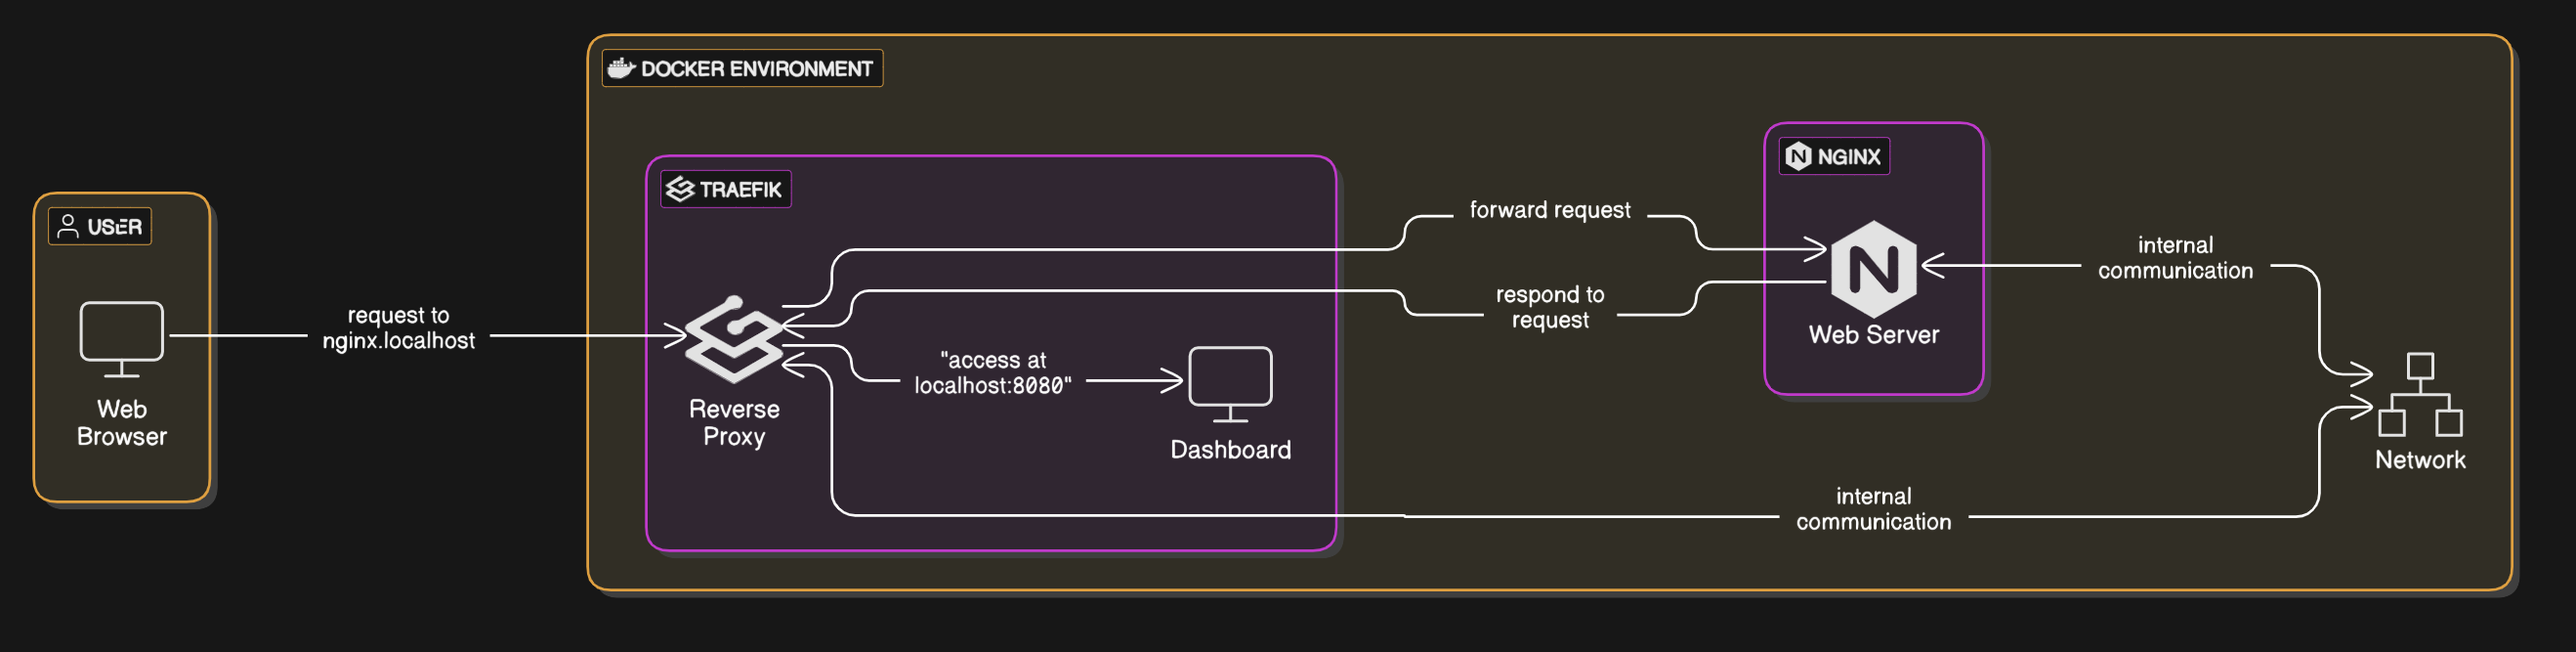 DOCKER ENVIRONMENT
USER
request to
nginx.localhost
Web
Browser
TRAEFIK
Reverse
Proxy
"access at
localhost:8080"
Dashboard
forward request
respond to
request
NGINX
Web Server
internal
communication
internal
communication
Network